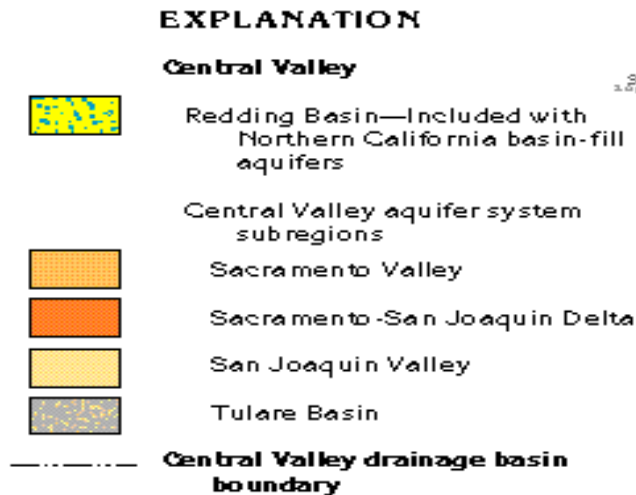 EXPLANATION
Central Valley
Redding Basin—Included with
Northern California basin-fill
aquifers
Central Valley aquifer system
subregions
Sacramento Valley
Sacramento-San Joaquin Delta
San Joaquin Valley
Tulare Basin
Central Valley drainage basin
boundary